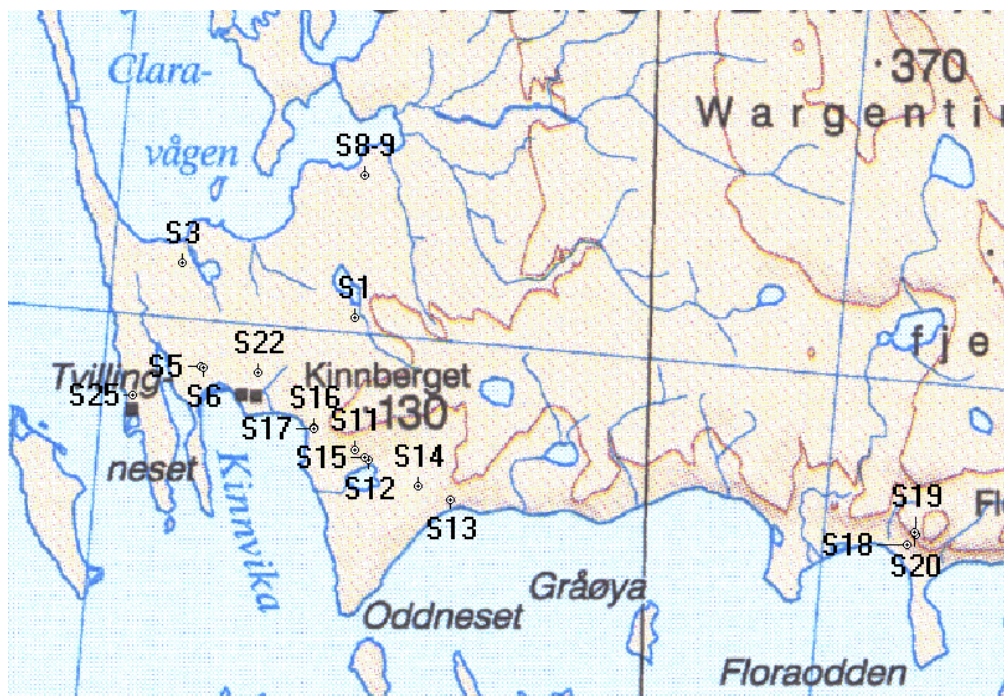 Clara-
vågen
370
Wargenti
S8-9
S3
S1
fje
S22
S5
Tvilling-
Kinnberget
S25
S6
S16
130
S17
S11
neset
S15
S14
S12
Kinnvika
S13
S19
Flo
S18
S20
Gråøya
Oddneset
Floraodden